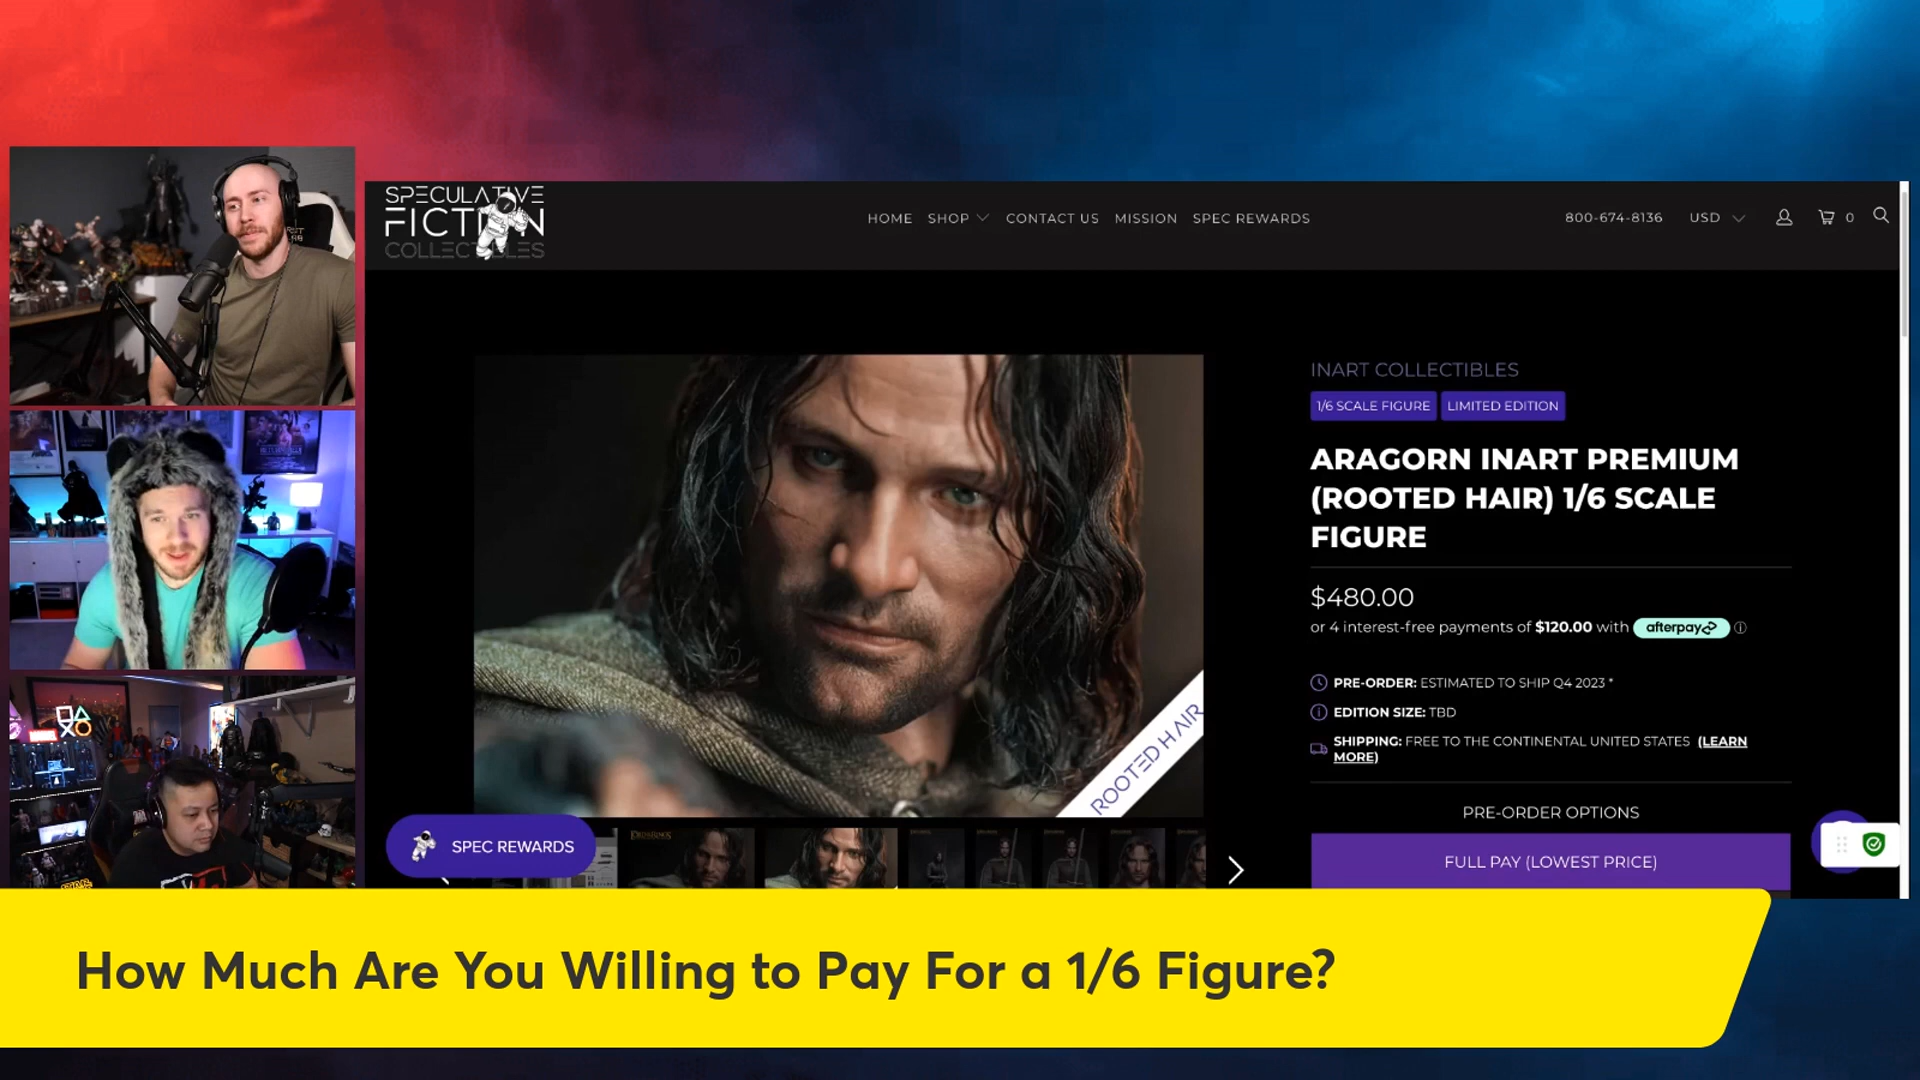 SPECULATIVE
FICTION
COLLECTIBLES
HOME SHOP CONTACT US MISSION SPEC REWARDS
800-674-8136 USD 0
INART COLLECTIBLES
1/6 SCALE FIGURE LIMITED EDITION
ARAGORN INART PREMIUM
(ROOTED HAIR) 1/6 SCALE
FIGURE
$480.00
or 4 interest-free payments of $120.00 with afterpay
PRE-ORDER: ESTIMATED TO SHIP Q4 2023 *
EDITION SIZE: TBD
SHIPPING: FREE TO THE CONTINENTAL UNITED STATES (LEARN
MORE)
PRE-ORDER OPTIONS
FULL PAY (LOWEST PRICE)
ROOTED HAIR
SPEC REWARDS
How Much Are You Willing to Pay For a 1/6 Figure?